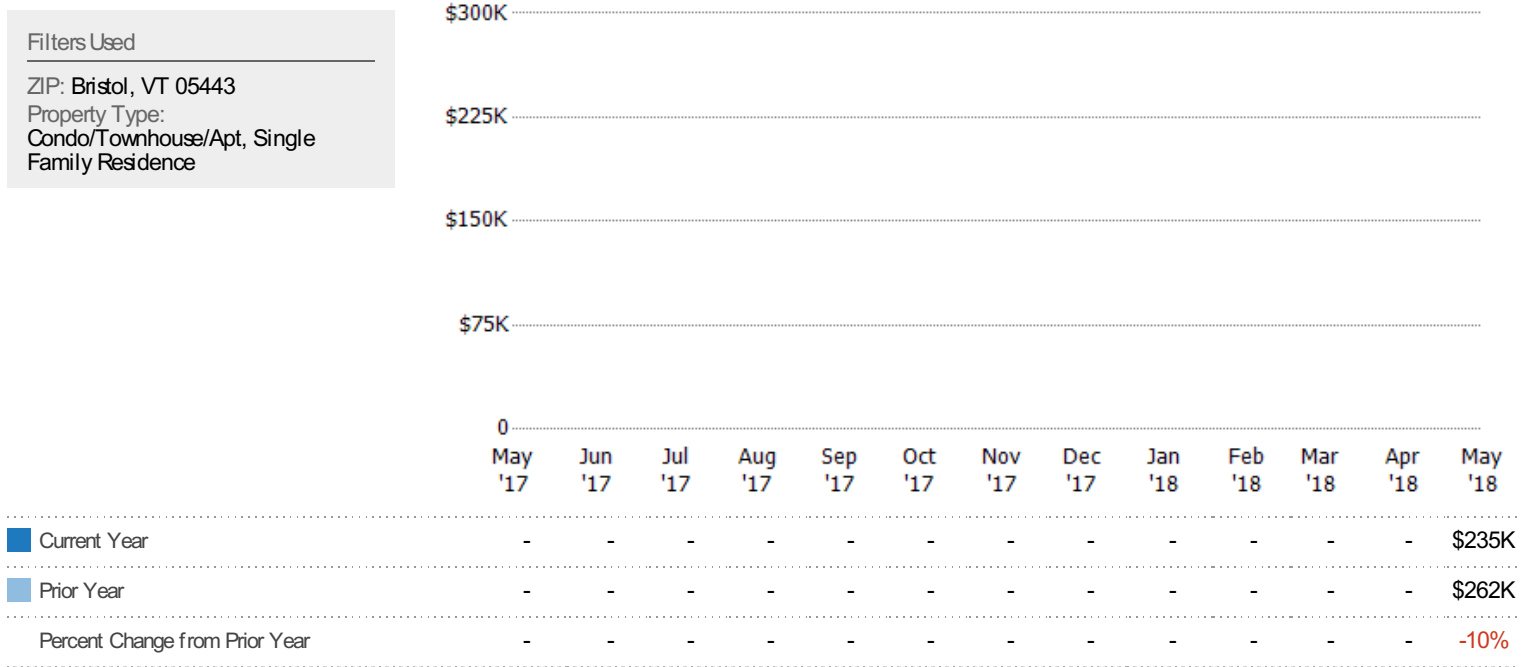 Filters Used
ZIP: Bristol, VT 05443
Property Type:
Condo/Townhouse/Apt, Single
Family Residence
$300K
$225K
$150K
$75K
0
May Jun Jul Aug Sep Oct Nov Dec Jan Feb Mar Apr May
'17 '17 '17 '17 '17 '17 '17 '17 '18 '18 '18 '18 '18
Current Year - - - - - - - - - - - - $235K
Prior Year - - - - - - - - - - - - $262K
Percent Change from Prior Year - - - - - - - - - - - - -10%